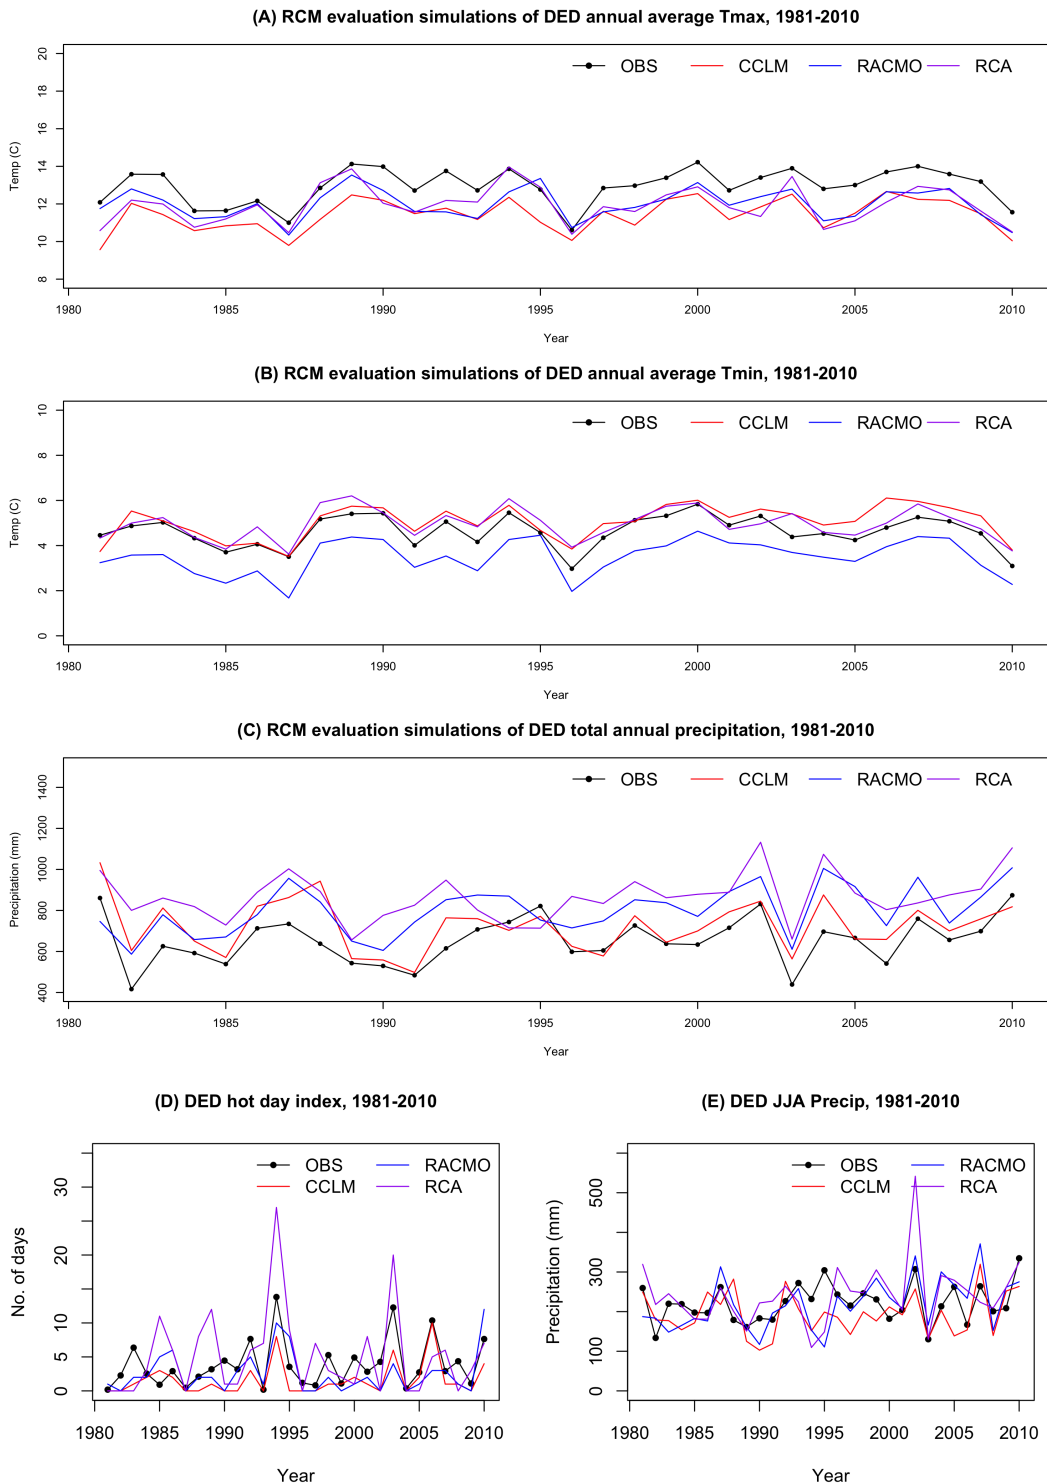 (A) RCM evaluation simulations of DED annual average Tmax, 1981-2010
20
18
16
14
12
10
8
Temp (C)
OBS CCLM RACMO RCA
1980 1985 1990 1995 2000 2005 2010
Year
(B) RCM evaluation simulations of DED annual average Tmin, 1981-2010
10
8
6
4
2
0
Temp (C)
OBS CCLM RACMO RCA
1980 1985 1990 1995 2000 2005 2010
Year
(C) RCM evaluation simulations of DED total annual precipitation, 1981-2010
1400
1200
1000
800
600
400
Precipitation (mm)
OBS CCLM RACMO RCA
1980 1985 1990 1995 2000 2005 2010
Year
(D) DED hot day index, 1981-2010
30
20
10
5
0
No. of days
OBS RACMO
CCLM RCA
1980 1985 1990 1995 2000 2005 2010
Year
(E) DED JJA Precip, 1981-2010
500
300
100
0
Precipitation (mm)
OBS RACMO
CCLM RCA
1980 1985 1990 1995 2000 2005 2010
Year